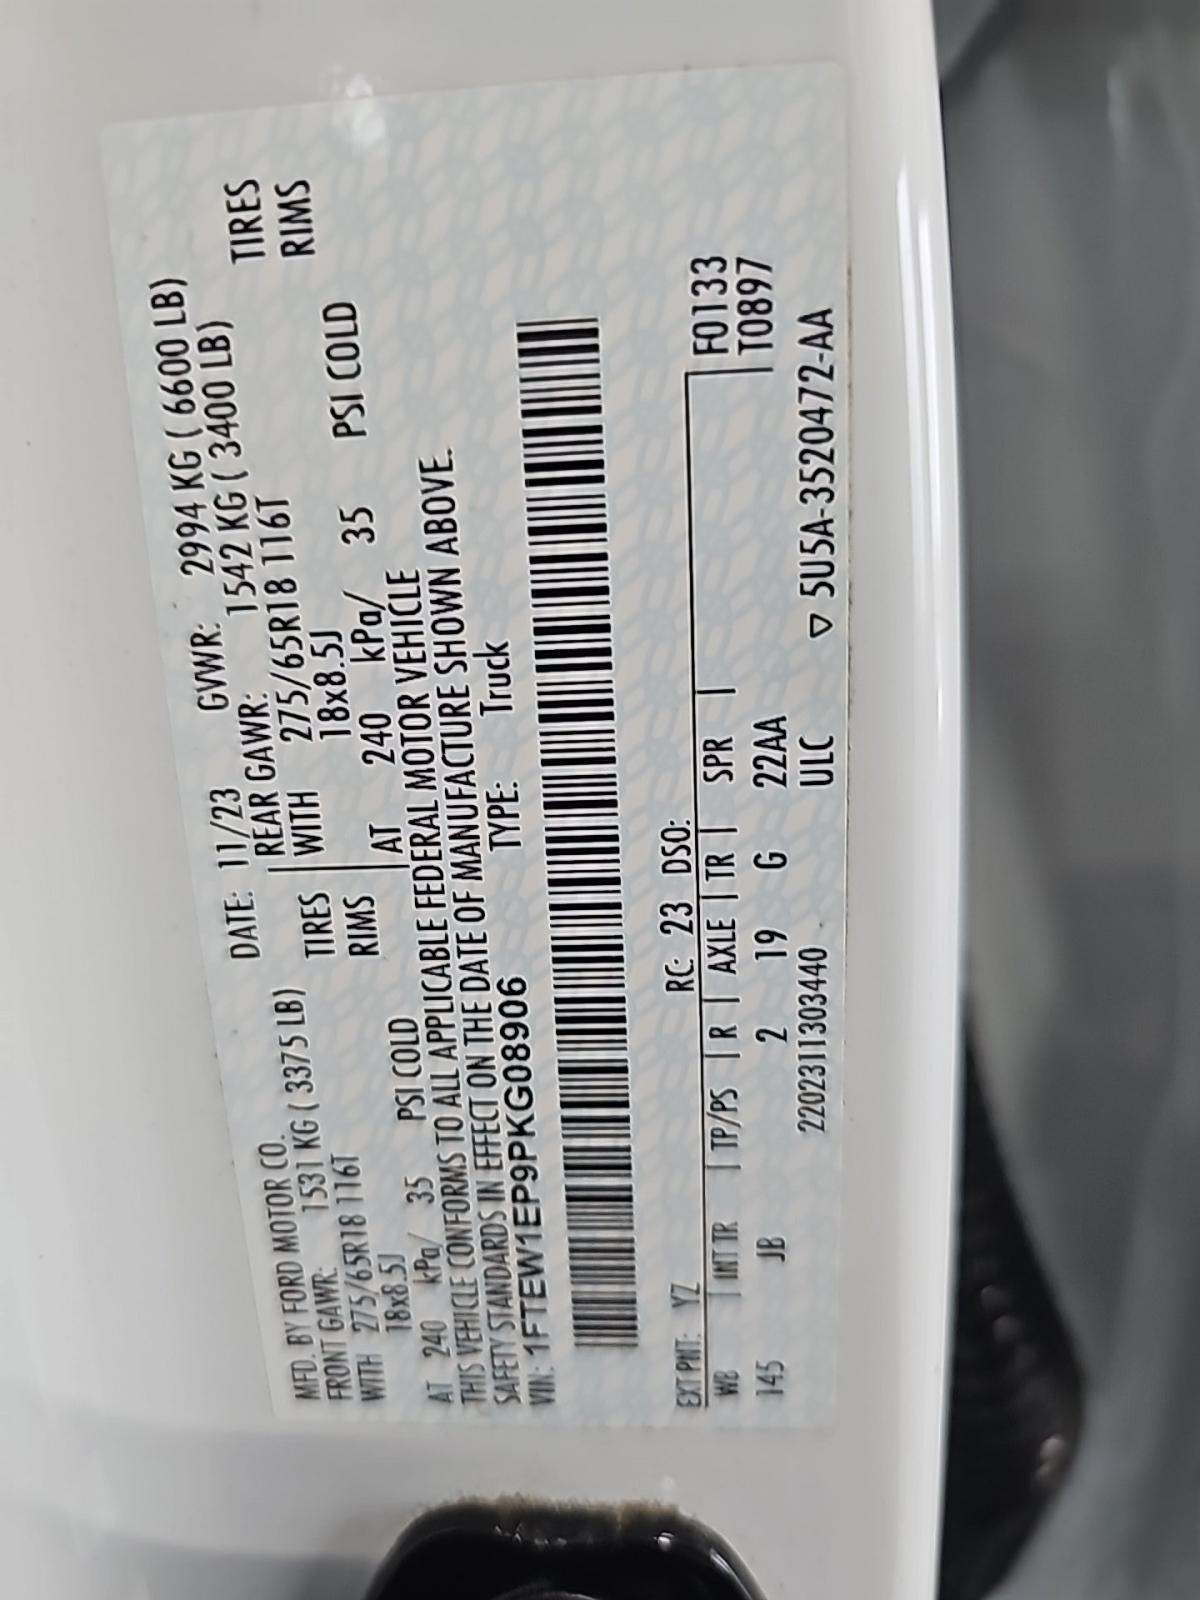 MFD. BY FORD MOTOR CO. DATE: 11/23 GVWR: 2994 KG ( 6600 LB)
FRONT GAWR: 1531 KG ( 3375 LB) REAR GAWR: 1542 KG ( 3400 LB)
WITH 275/65R18 116T TIRES WITH 275/65R18 116T TIRES
18x8.5J RIMS 18x8.5J RIMS
AT 240 kPa/ 35 PSI COLD AT 240 kPa/ 35 PSI COLD
THIS VEHICLE CONFORMS TO ALL APPLICABLE FEDERAL MOTOR VEHICLE
SAFETY STANDARDS IN EFFECT ON THE DATE OF MANUFACTURE SHOWN ABOVE.
VIN: 1FTEW1EP9PKG08906 TYPE: Truck
EXT PNT: YZ RC: 23 DSO:
WB INT TR TP/PS R AXLE TR SPR F0133
145 JB 2 19 G 22AA T0897
2202311303440 ULC ▽ 5U5A-3520472-AA